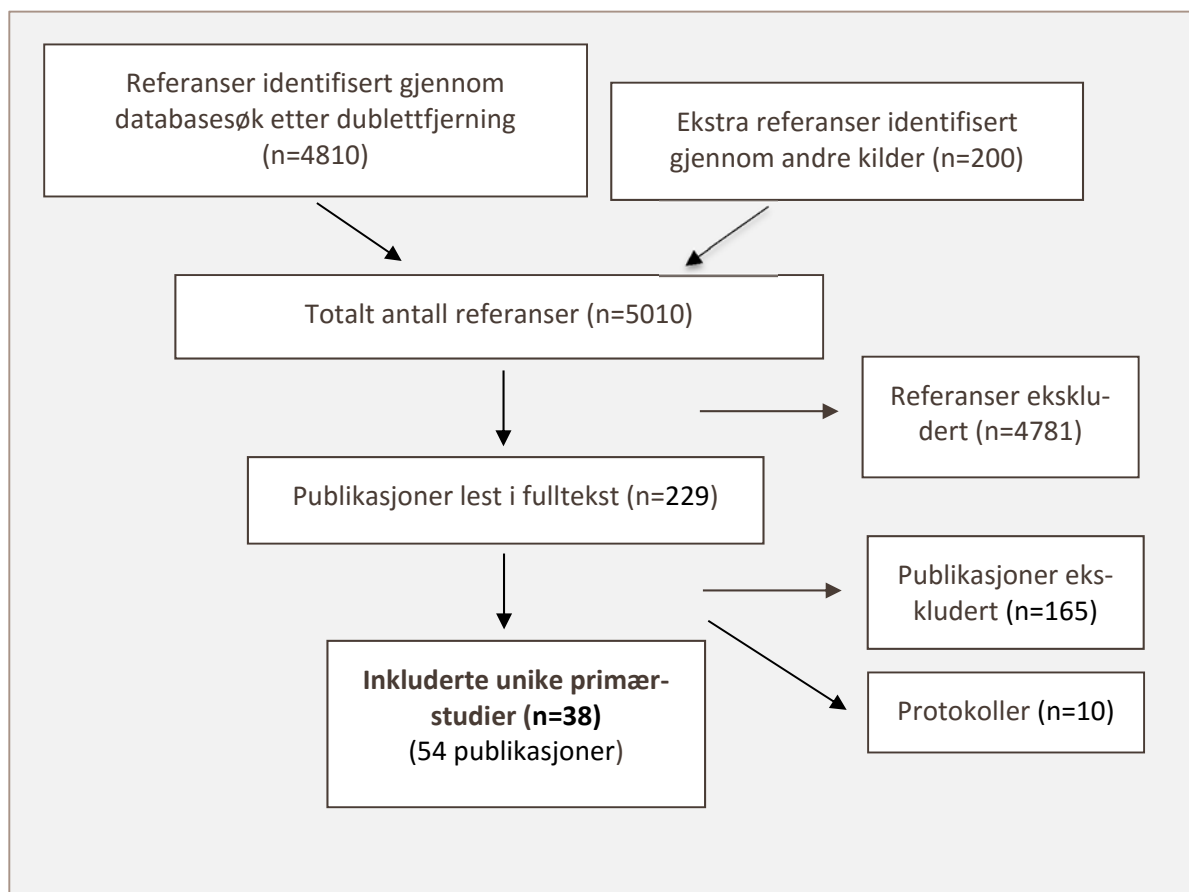 Referanser identifisert gjennom
databasesøk etter dublettfjerning
(n=4810)
Ekstra referanser identifisert
gjennom andre kilder (n=200)
Totalt antall referanser (n=5010)
Referanser eksklu-
dert (n=4781)
Publikasjoner lest i fulltekst (n=229)
Publikasjoner eks-
kludert (n=165)
Inkluderte unike primær-
studier (n=38)
(54 publikasjoner)
Protokoller (n=10)